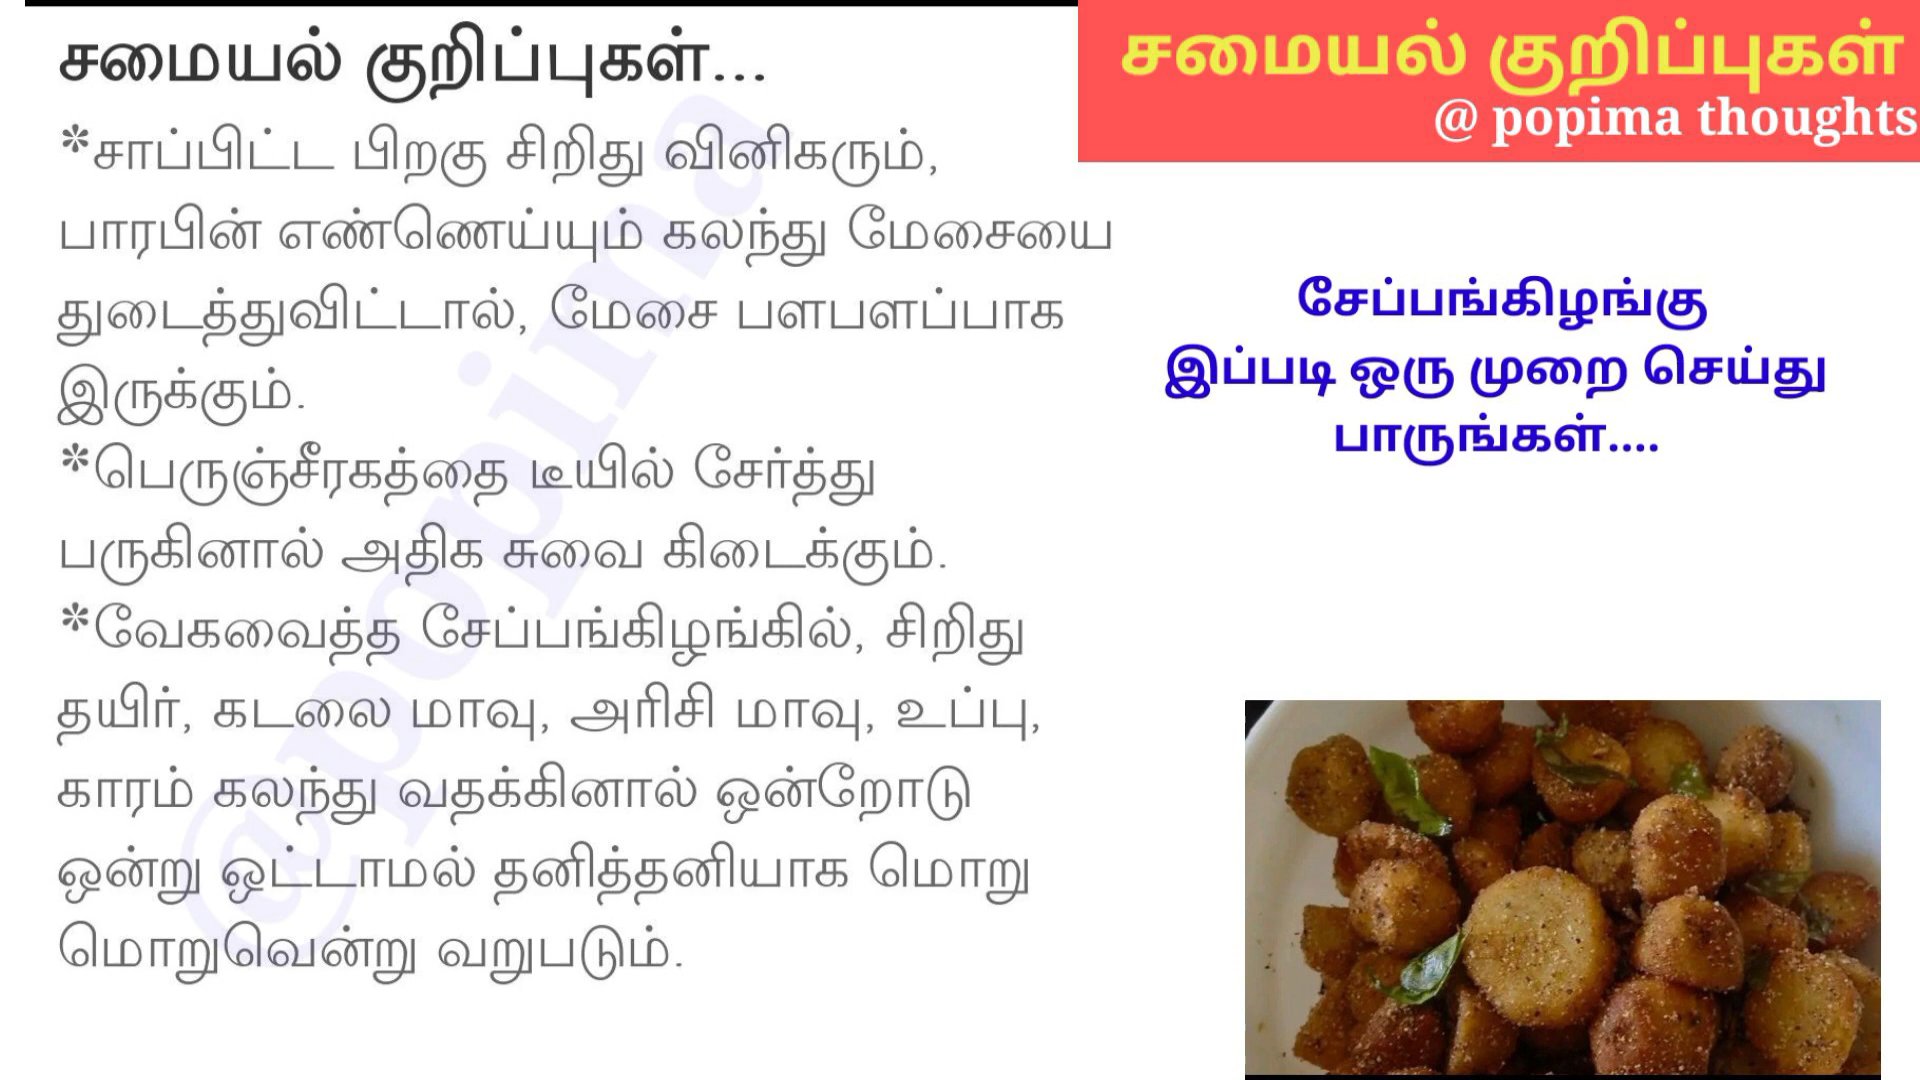 சமையல் குறிப்புகள்...
*சாப்பிட்ட பிறகு சிறிது வினிகரும்,
பாரபின் எண்ணெய்யும் கலந்து மேசையை
துடைத்துவிட்டால், மேசை பளபளப்பாக
இருக்கும்.
*பெருஞ்சீரகத்தை டீயில் சேர்த்து
பருகினால் அதிக சுவை கிடைக்கும்.
*வேகவைத்த சேப்பங்கிழங்கில், சிறிது
தயிர், கடலை மாவு, அரிசி மாவு, உப்பு,
காரம் கலந்து வதக்கினால் ஒன்றோடு
ஒன்று ஒட்டாமல் தனித்தனியாக மொறு
மொறுவென்று வறுபடும்.
@popima
சமையல் குறிப்புகள்
@ popima thoughts
சேப்பங்கிழங்கு
இப்படி ஒரு முறை செய்து
பாருங்கள்....